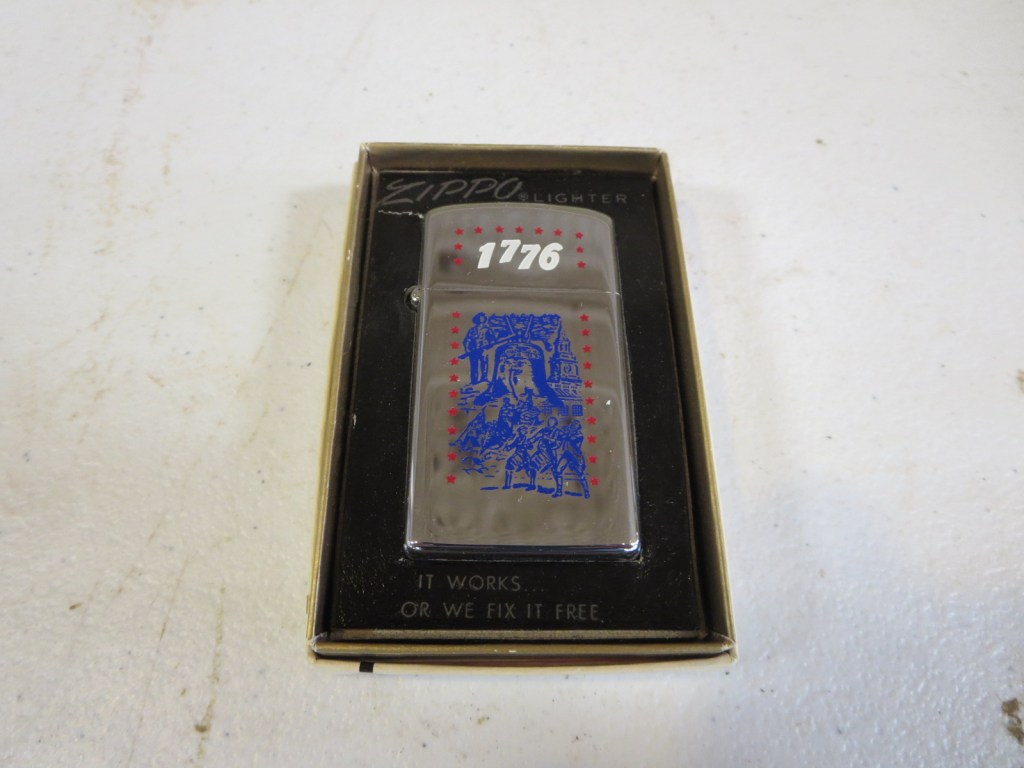 ZIPPO® LIGHTER
1776
IT WORKS...
OR WE FIX IT FREE.